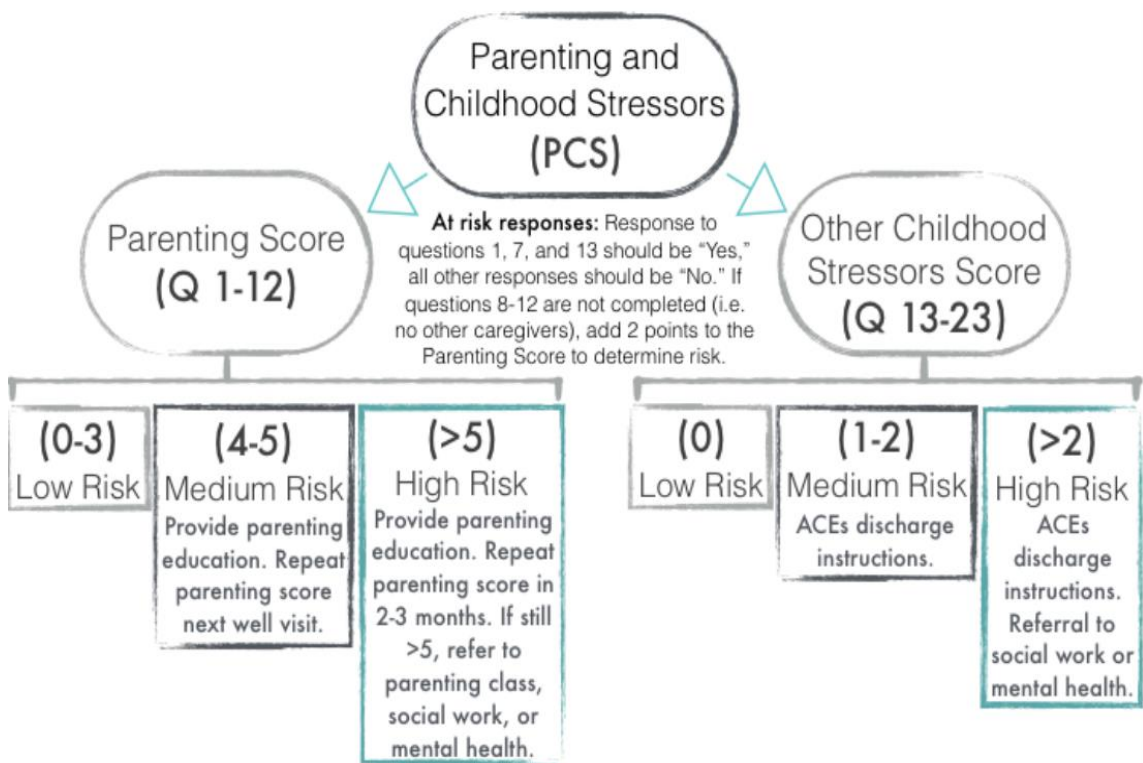 Parenting and
Childhood Stressors
(PCS)
Parenting Score
(Q 1-12)
At risk responses: Response to
questions 1, 7, and 13 should be “Yes,”
all other responses should be “No.” If
questions 8-12 are not completed (i.e.
no other caregivers), add 2 points to the
Parenting Score to determine risk.
Other Childhood
Stressors Score
(Q 13-23)
(0-3)
Low Risk
(4-5)
Medium Risk
Provide parenting
education. Repeat
parenting score
next well visit.
(>5)
High Risk
Provide parenting
education. Repeat
parenting score in
2-3 months. If still
>5, refer to
parenting class,
social work, or
mental health.
(0)
Low Risk
(1-2)
Medium Risk
ACEs discharge
instructions.
(>2)
High Risk
ACEs
discharge
instructions.
Referral to
social work or
mental health.